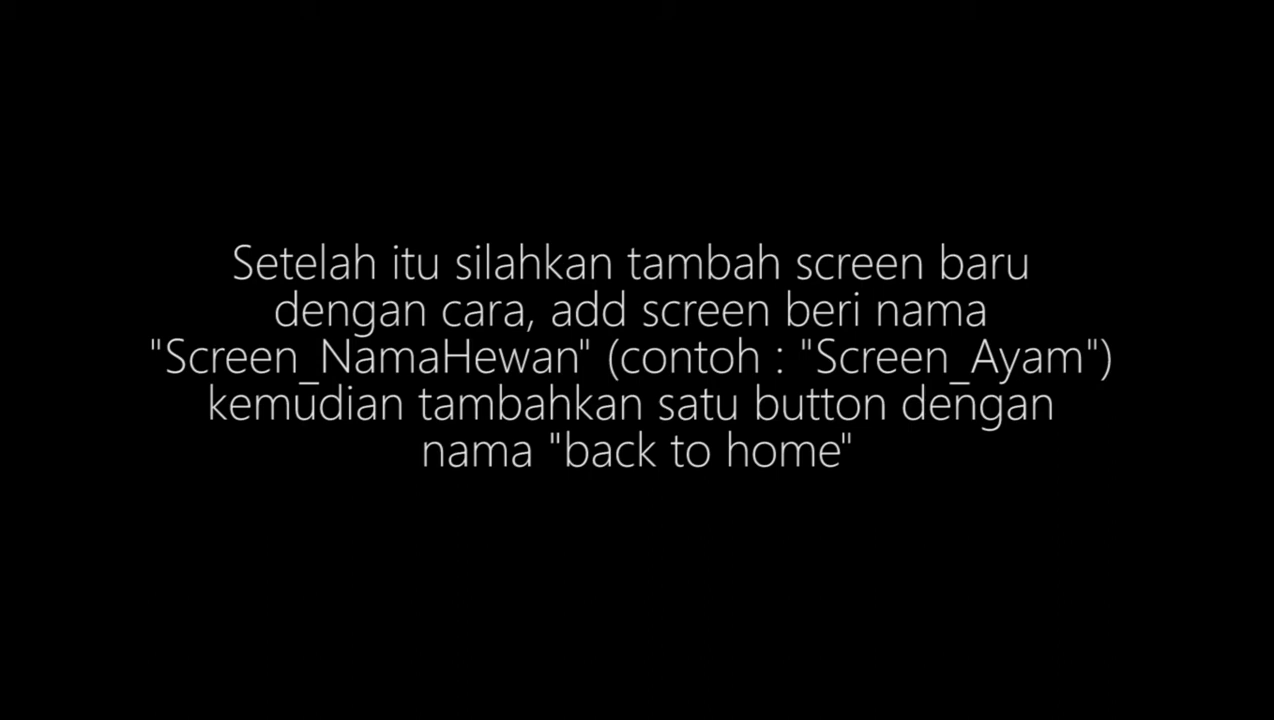 Setelah itu silahkan tambah screen baru
dengan cara, add screen beri nama
"Screen_NamaHewan" (contoh : "Screen_Ayam")
kemudian tambahkan satu button dengan
nama "back to home"